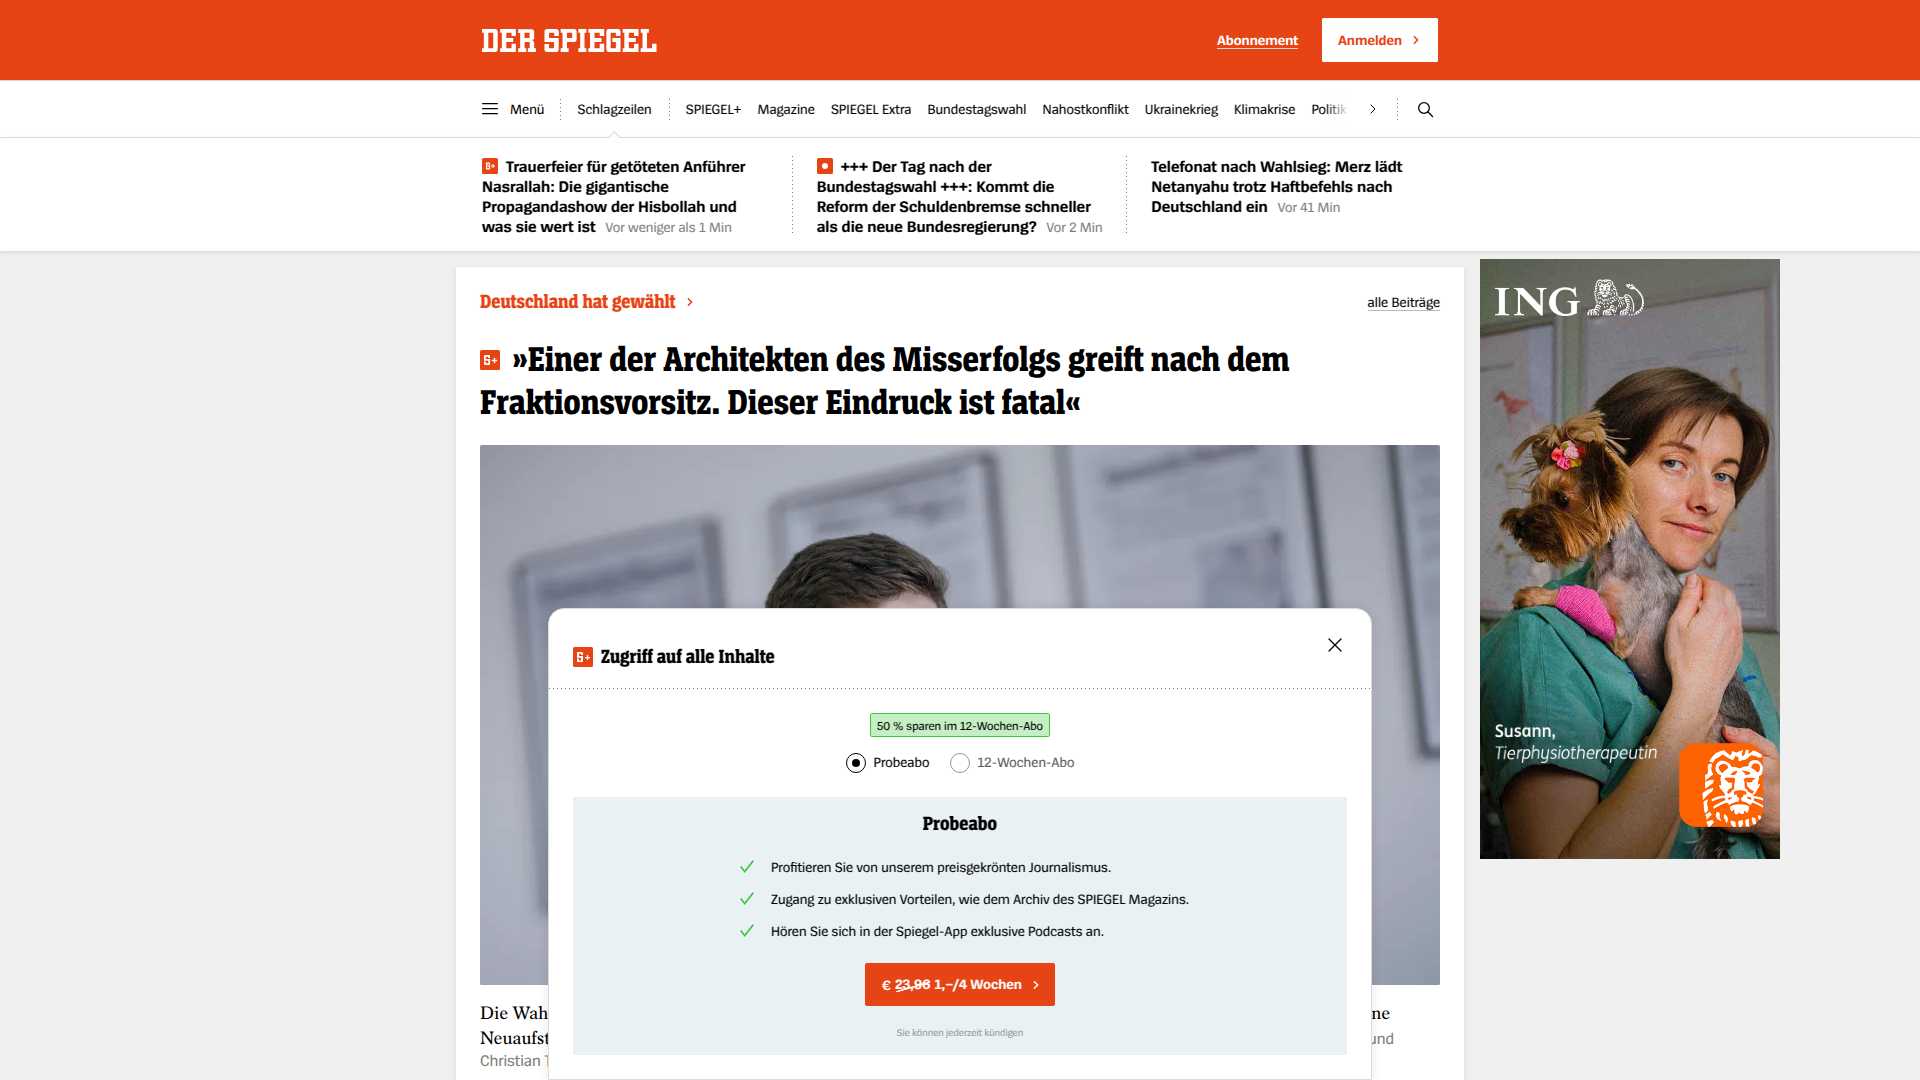 DER SPIEGEL
Abonnement
Anmelden
Menü
Schlagzeilen
SPIEGEL+
Magazine
SPIEGEL Extra
Bundestagswahl
Nahostkonflikt
Ukrainekrieg
Klimakrise
Politik
Trauerfeier für getöteten Anführer
Nasrallah: Die gigantische
Propagandashow der Hisbollah und
was sie wert ist Vor weniger als 1 Min
+++ Der Tag nach der
Bundestagswahl +++: Kommt die
Reform der Schuldenbremse schneller
als die neue Bundesregierung? Vor 2 Min
Telefonat nach Wahlsieg: Merz lädt
Netanyahu trotz Haftbefehls nach
Deutschland ein Vor 41 Min
Deutschland hat gewählt
alle Beiträge
»Einer der Architekten des Misserfolgs greift nach dem
Fraktionsvorsitz. Dieser Eindruck ist fatal«
ING
Susann,
Tierphysiotherapeutin
Zugriff auf alle Inhalte
50 % sparen im 12-Wochen-Abo
Probeabo
12-Wochen-Abo
Probeabo
Profitieren Sie von unserem preisgekrönten Journalismus.
Zugang zu exklusiven Vorteilen, wie dem Archiv des SPIEGEL Magazins.
Hören Sie sich in der Spiegel-App exklusive Podcasts an.
€ 23,96 1,–/4 Wochen
Sie können jederzeit kündigen
Die Wah
ne
Neuaufst
und
Christian